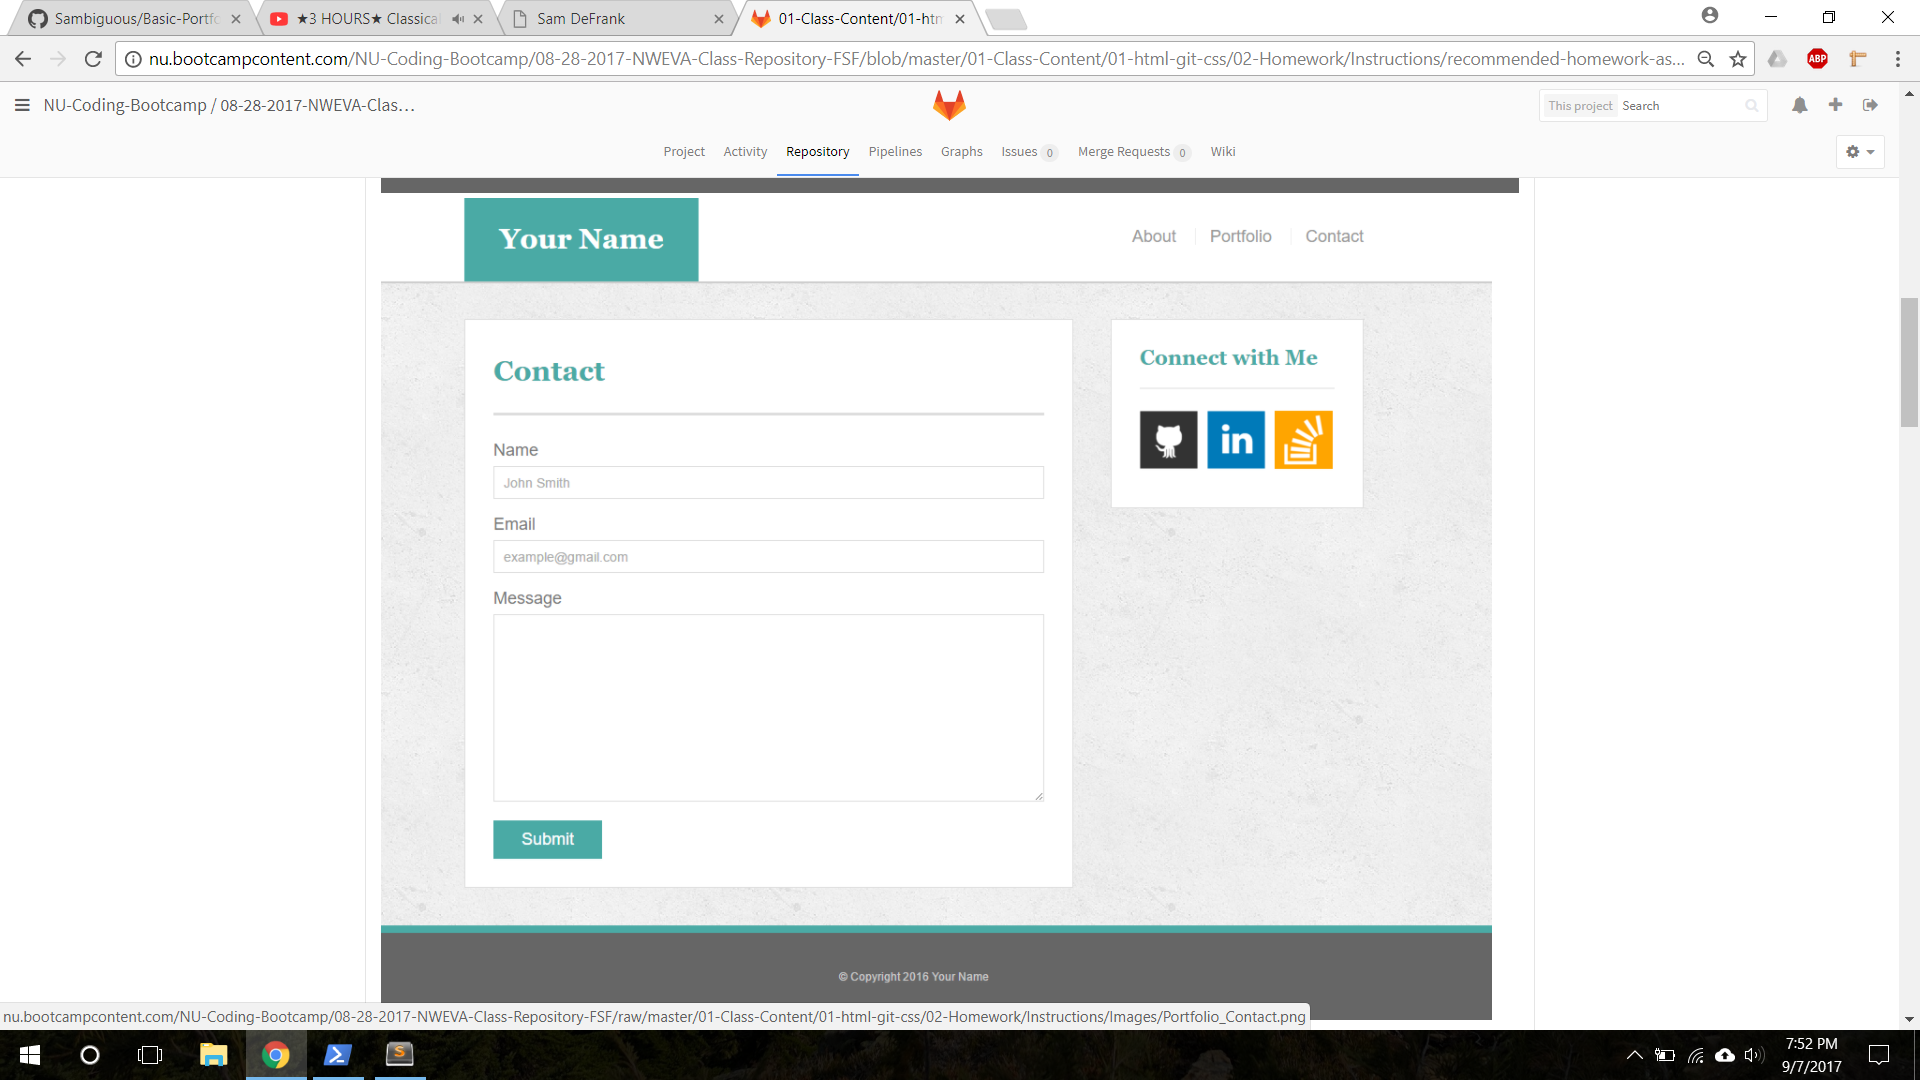 Sambiguous/Basic-Portfo
★3 HOURS★ Classical
Sam DeFrank
01-Class-Content/01-htm
nu.bootcampcontent.com/NU-Coding-Bootcamp/08-28-2017-NWEVA-Class-Repository-FSF/blob/master/01-Class-Content/01-html-git-css/02-Homework/Instructions/recommended-homework-as...
ABP
NU-Coding-Bootcamp / 08-28-2017-NWEVA-Clas...
This project Search
Project Activity Repository Pipelines Graphs Issues 0 Merge Requests 0 Wiki
Your Name
About Portfolio Contact
Contact
Name
John Smith
Email
example@gmail.com
Message
Submit
Connect with Me
in
© Copyright 2016 Your Name
nu.bootcampcontent.com/NU-Coding-Bootcamp/08-28-2017-NWEVA-Class-Repository-FSF/raw/master/01-Class-Content/01-html-git-css/02-Homework/Instructions/Images/Portfolio_Contact.png
S
7:52 PM
9/7/2017